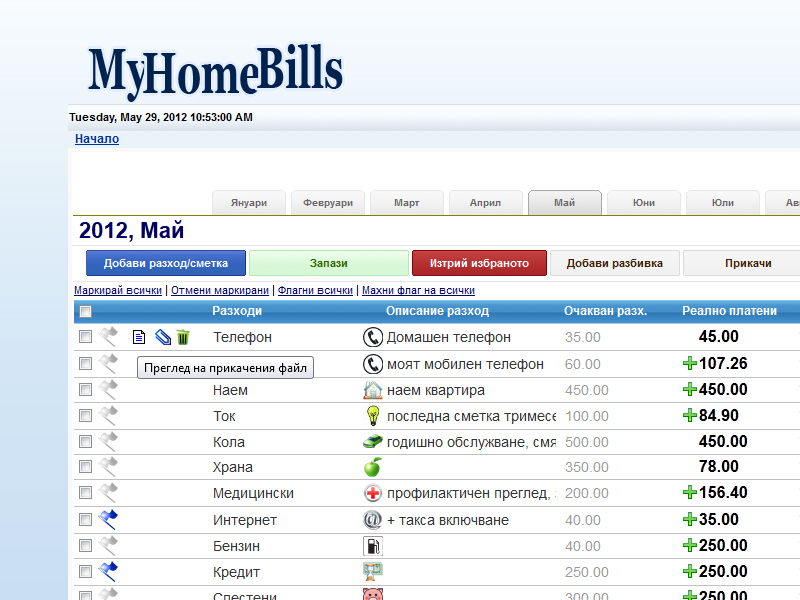 MyHomeBills
Tuesday, May 29, 2012 10:53:00 AM
Начало
Януари Февруари Март Април Май Юни Юли Ав
2012, Май
Добави разход/сметка Запази Изтрий избраното Добави разбивка Прикачи
Маркирай всички | Отмени маркирани | Флагни всички | Махни флаг на всички
Разходи Описание разход Очакван разх. Реално платени
Телефон Домашен телефон 35.00 45.00
Преглед на прикачения файл моят мобилен телефон 60.00 107.26
Наем наем квартира 450.00 450.00
Ток последна сметка тримесе 100.00 84.90
Кола годишно обслужване, смя 500.00 450.00
Храна 350.00 78.00
Медицински профилактичен преглед, 200.00 156.40
Интернет @ + такса включване 40.00 35.00
Бензин 40.00 250.00
Кредит 250.00 250.00
Спестени 300.00 250.00